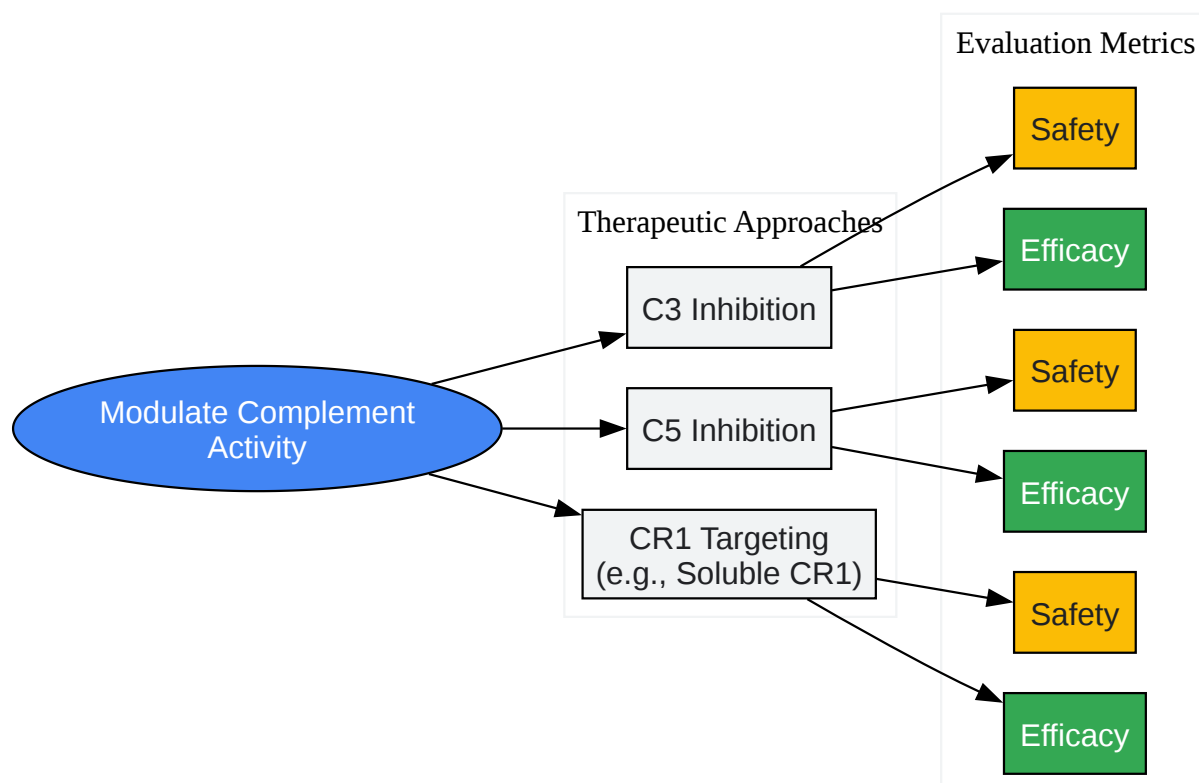 Evaluation Metrics
Safety
Therapeutic Approaches
Efficacy
C3 Inhibition
Safety
Modulate Complement
Activity
C5 Inhibition
Efficacy
CR1 Targeting
(e.g., Soluble CR1)
Safety
Efficacy